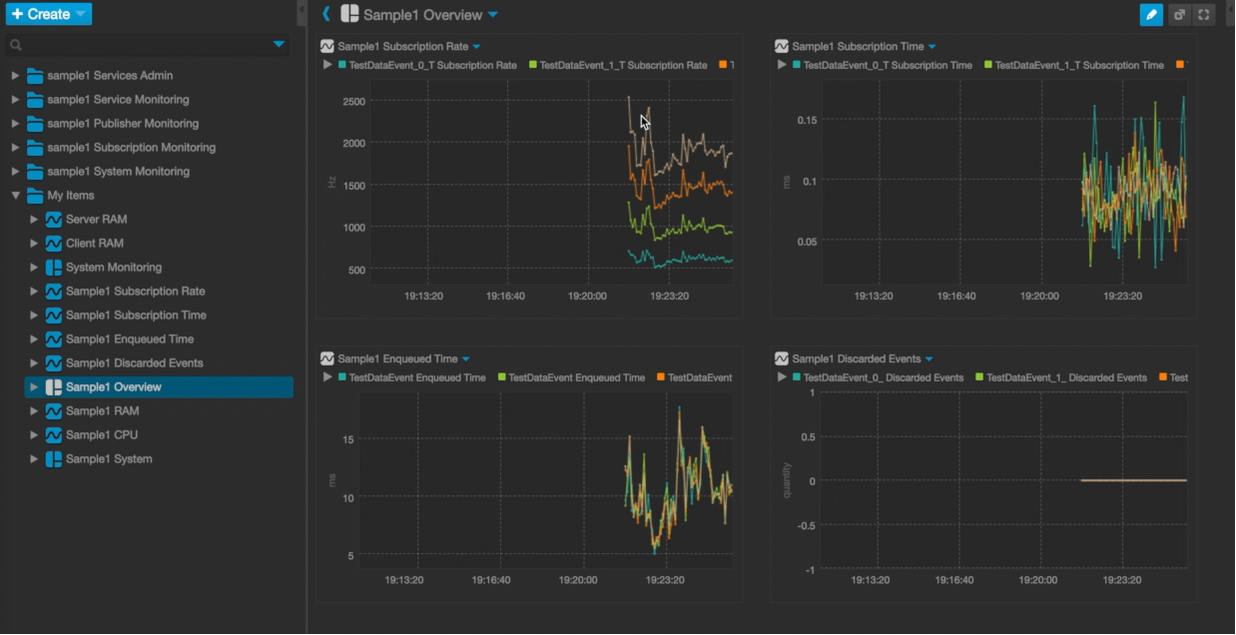 + Create
sample1 Services Admin
sample1 Service Monitoring
sample1 Publisher Monitoring
sample1 Subscription Monitoring
sample1 System Monitoring
My Items
Server RAM
Client RAM
System Monitoring
Sample1 Subscription Rate
Sample1 Subscription Time
Sample1 Enqueued Time
Sample1 Discarded Events
Sample1 Overview
Sample1 RAM
Sample1 CPU
Sample1 System
Sample1 Overview
Sample1 Subscription Rate
TestDataEvent_0_T Subscription Rate TestDataEvent_1_T Subscription Rate
2500
2000
1500
1000
500
Hz
19:13:20 19:16:40 19:20:00 19:23:20
Sample1 Subscription Time
TestDataEvent_0_T Subscription Time TestDataEvent_1_T Subscription Time
0.15
0.1
0.05
ms
19:13:20 19:16:40 19:20:00 19:23:20
Sample1 Enqueued Time
TestDataEvent Enqueued Time TestDataEvent Enqueued Time TestDataEvent
15
10
5
ms
19:13:20 19:16:40 19:20:00 19:23:20
Sample1 Discarded Events
TestDataEvent_0_ Discarded Events TestDataEvent_1_ Discarded Events Test
1
0.5
0
-0.5
-1
quantity
19:13:20 19:16:40 19:20:00 19:23:20